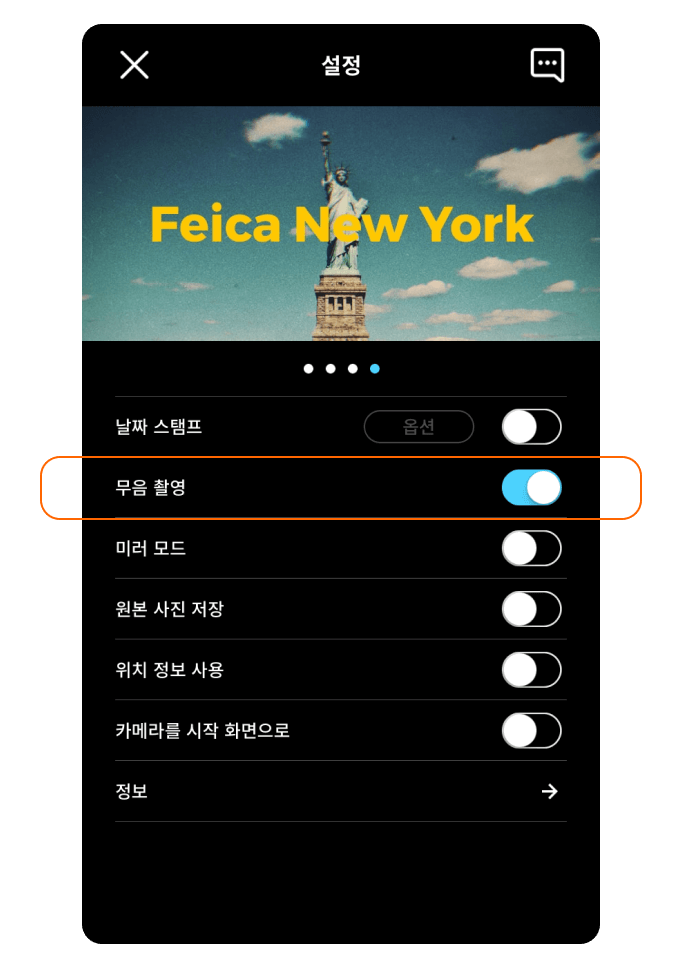 설정
Feica New York
날짜 스탬프 옵션
무음 촬영
미러 모드
원본 사진 저장
위치 정보 사용
카메라를 시작 화면으로
정보